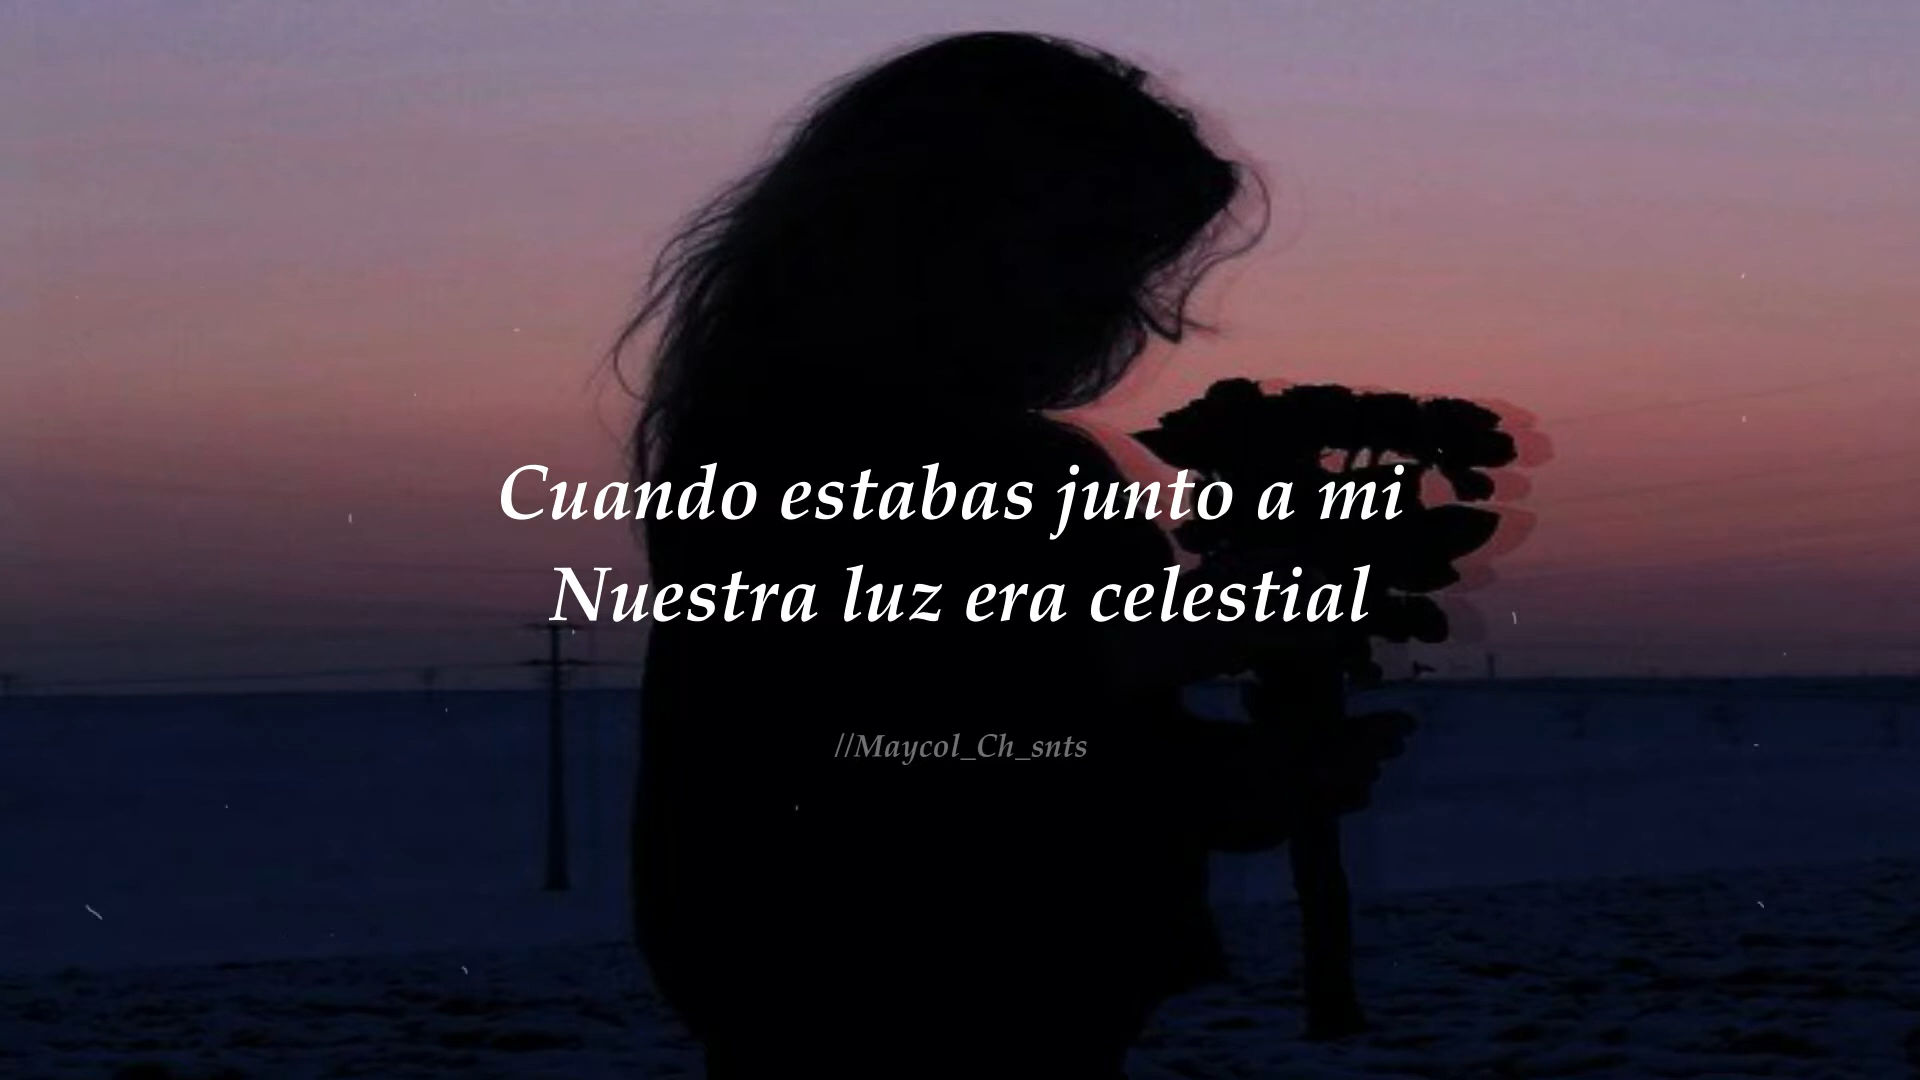 Cuando estabas junto a mi
Nuestra luz era celestial
//Maycol_Ch_snts